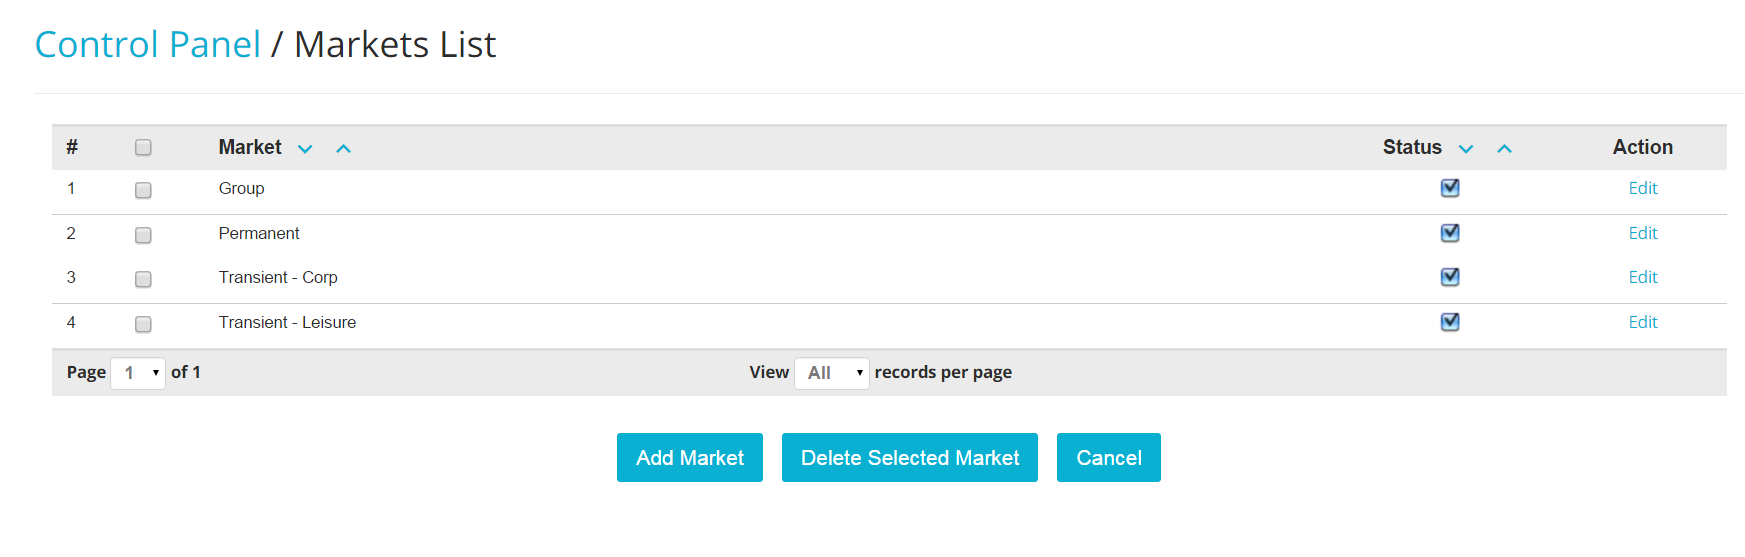 Control Panel / Markets List
# Market Status Action
1 Group Edit
2 Permanent Edit
3 Transient - Corp Edit
4 Transient - Leisure Edit
Page 1 of 1 View All records per page
Add Market Delete Selected Market Cancel